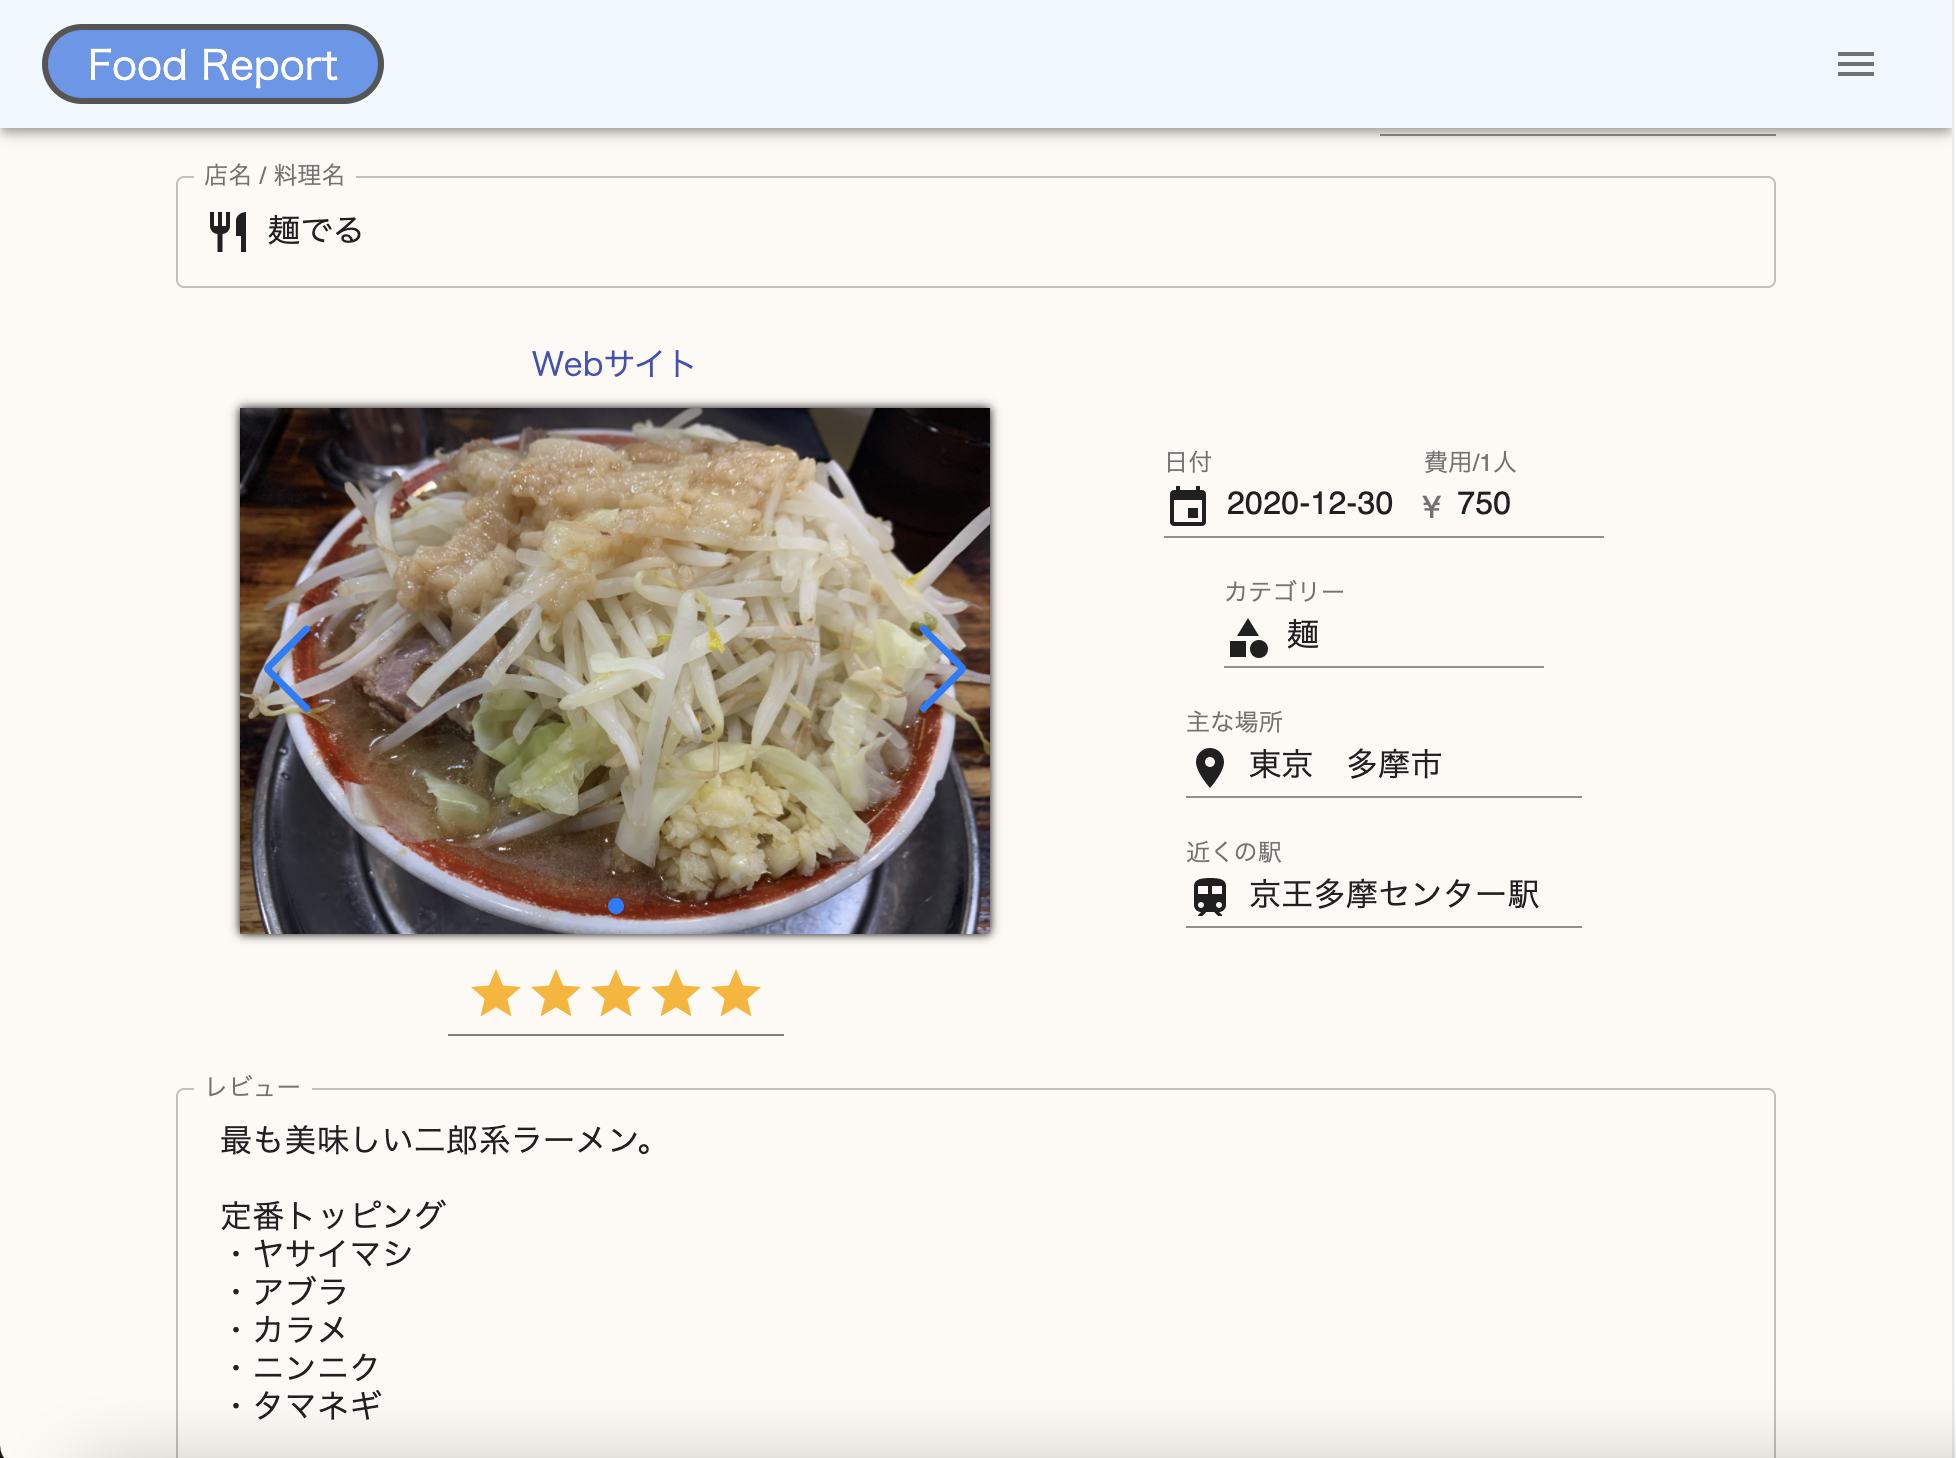 Food Report
店名 / 料理名
麺でる
Webサイト
日付 費用/1人
2020-12-30 ¥ 750
カテゴリー
麺
主な場所
東京　多摩市
近くの駅
京王多摩センター駅
レビュー
最も美味しい二郎系ラーメン。
定番トッピング
・ヤサイマシ
・アブラ
・カラメ
・ニンニク
・タマネギ